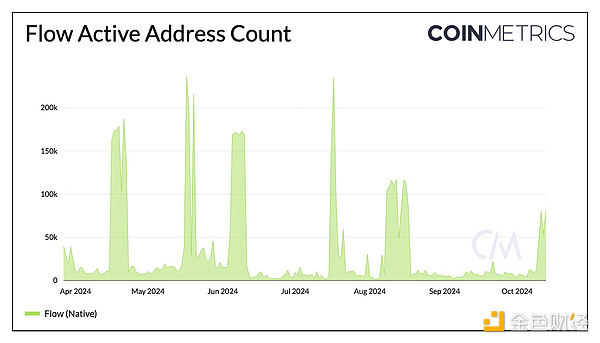 Flow Active Address Count
COINMETRICS
200k
150k
100k
50k
0
Apr 2024 May 2024 Jun 2024 Jul 2024 Aug 2024 Sep 2024 Oct 2024
CM
Flow (Native)
金色财经